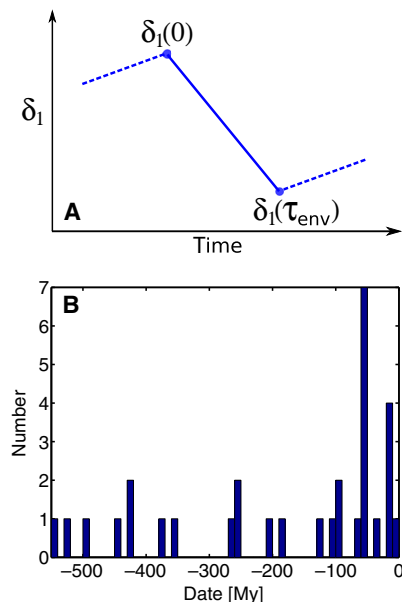 δ₁(0)
δ₁
A
δ₁(τenv)
Time
B
7
6
5
4
3
2
1
0
Number
−500 −400 −300 −200 −100 0
Date [My]